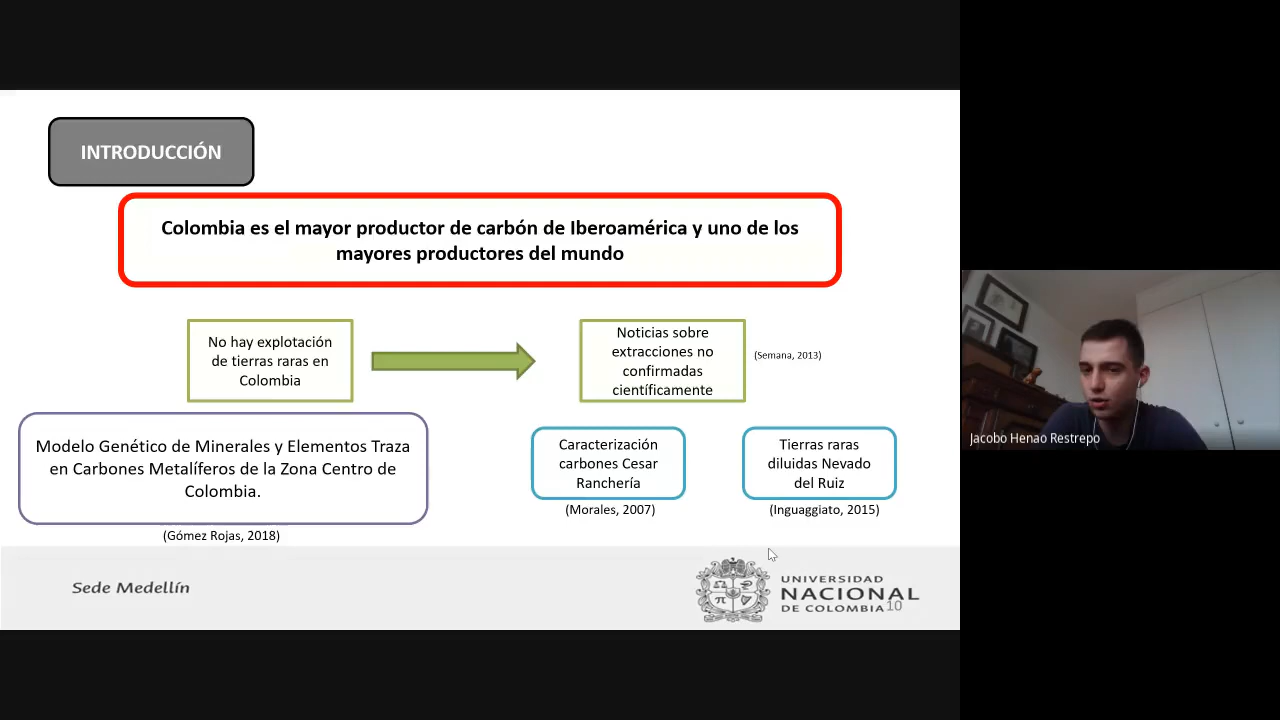 INTRODUCCIÓN
Colombia es el mayor productor de carbón de Iberoamérica y uno de los
mayores productores del mundo
No hay explotación
de tierras raras en
Colombia
Noticias sobre
extracciones no
confirmadas
científicamente
(Semana, 2013)
Modelo Genético de Minerales y Elementos Traza
en Carbones Metalíferos de la Zona Centro de
Colombia.
(Gómez Rojas, 2018)
Caracterización
carbones Cesar
Ranchería
(Morales, 2007)
Tierras raras
diluidas Nevado
del Ruiz
(Inguaggiato, 2015)
Jacobo Henao Restrepo
Sede Medellín
UNIVERSIDAD
NACIONAL
DE COLOMBIA
10